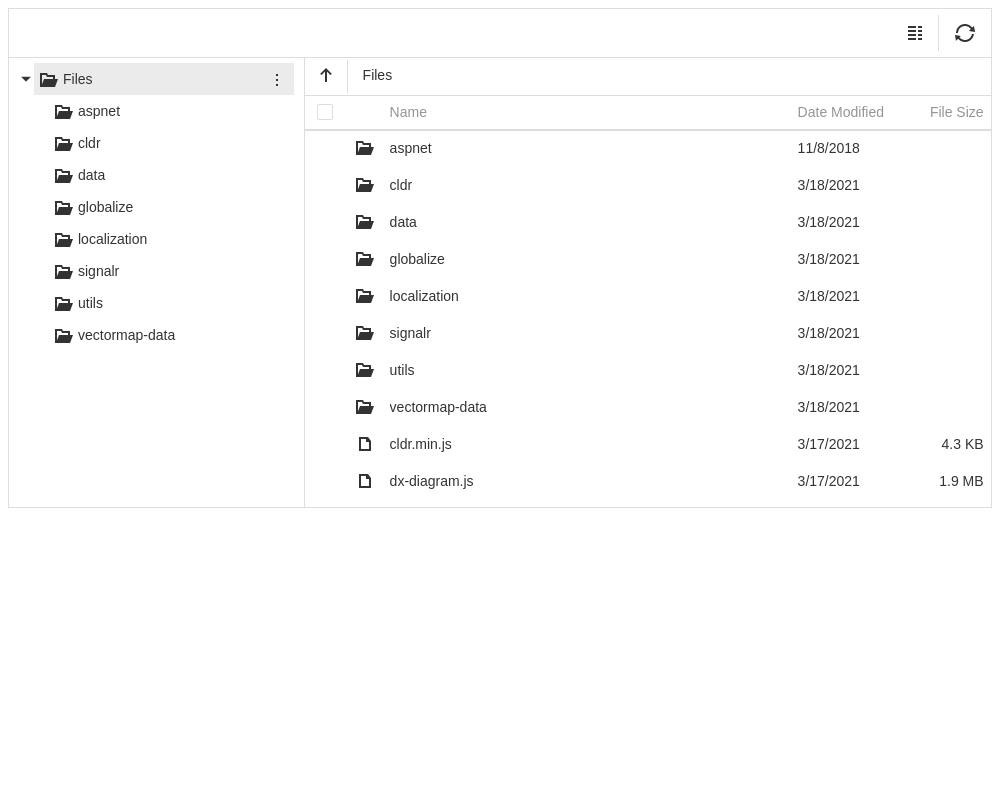 Files
aspnet
cldr
data
globalize
localization
signalr
utils
vectormap-data
Files
Name Date Modified File Size
aspnet 11/8/2018
cldr 3/18/2021
data 3/18/2021
globalize 3/18/2021
localization 3/18/2021
signalr 3/18/2021
utils 3/18/2021
vectormap-data 3/18/2021
cldr.min.js 3/17/2021 4.3 KB
dx-diagram.js 3/17/2021 1.9 MB